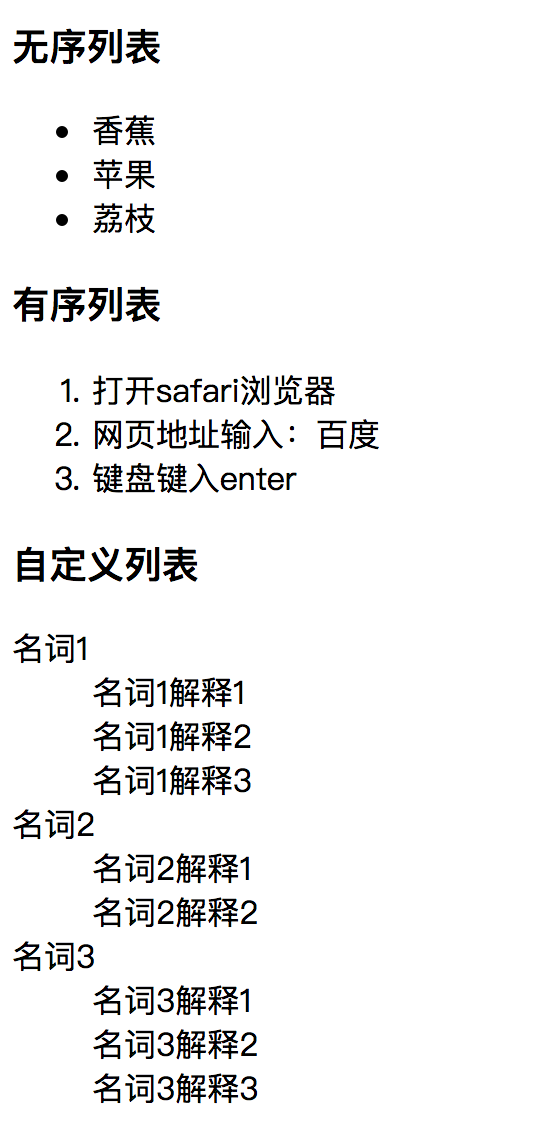 无序列表
• 香蕉
• 苹果
• 荔枝
有序列表
1. 打开safari浏览器
2. 网页地址输入：百度
3. 键盘键入enter
自定义列表
名词1
名词1解释1
名词1解释2
名词1解释3
名词2
名词2解释1
名词2解释2
名词3
名词3解释1
名词3解释2
名词3解释3